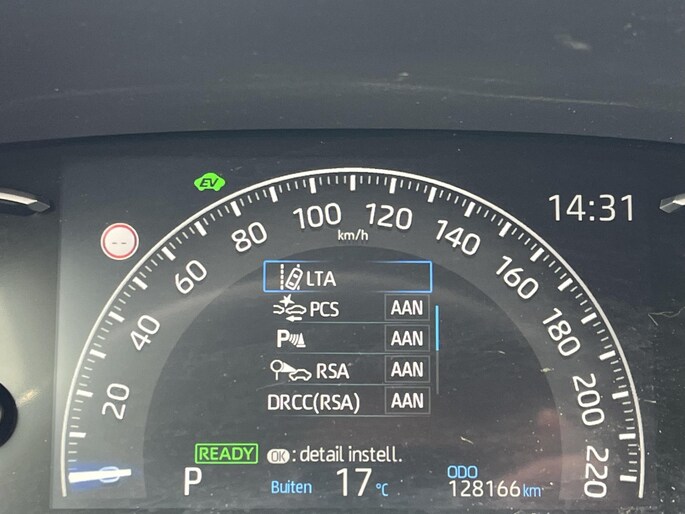 EV
14:31
--
20
40
60
80
100
120
140
160
180
200
220
km/h
LTA
PCS AAN
P AAN
RSA AAN
DRCC(RSA) AAN
READY OK : detail instell.
P Buiten 17 °C
ODO
128166 km